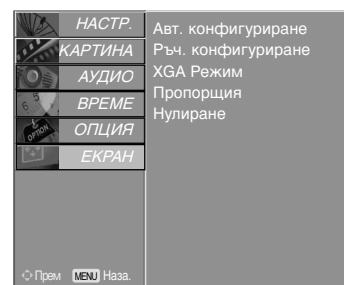 НАСТР.
КАРТИНА
АУДИО
ВРЕМЕ
ОПЦИЯ
ЕКРАН
Авт. конфигуриране
Ръч. конфигуриране
XGA Режим
Пропорция
Нулиране
Прем MENU Наза.